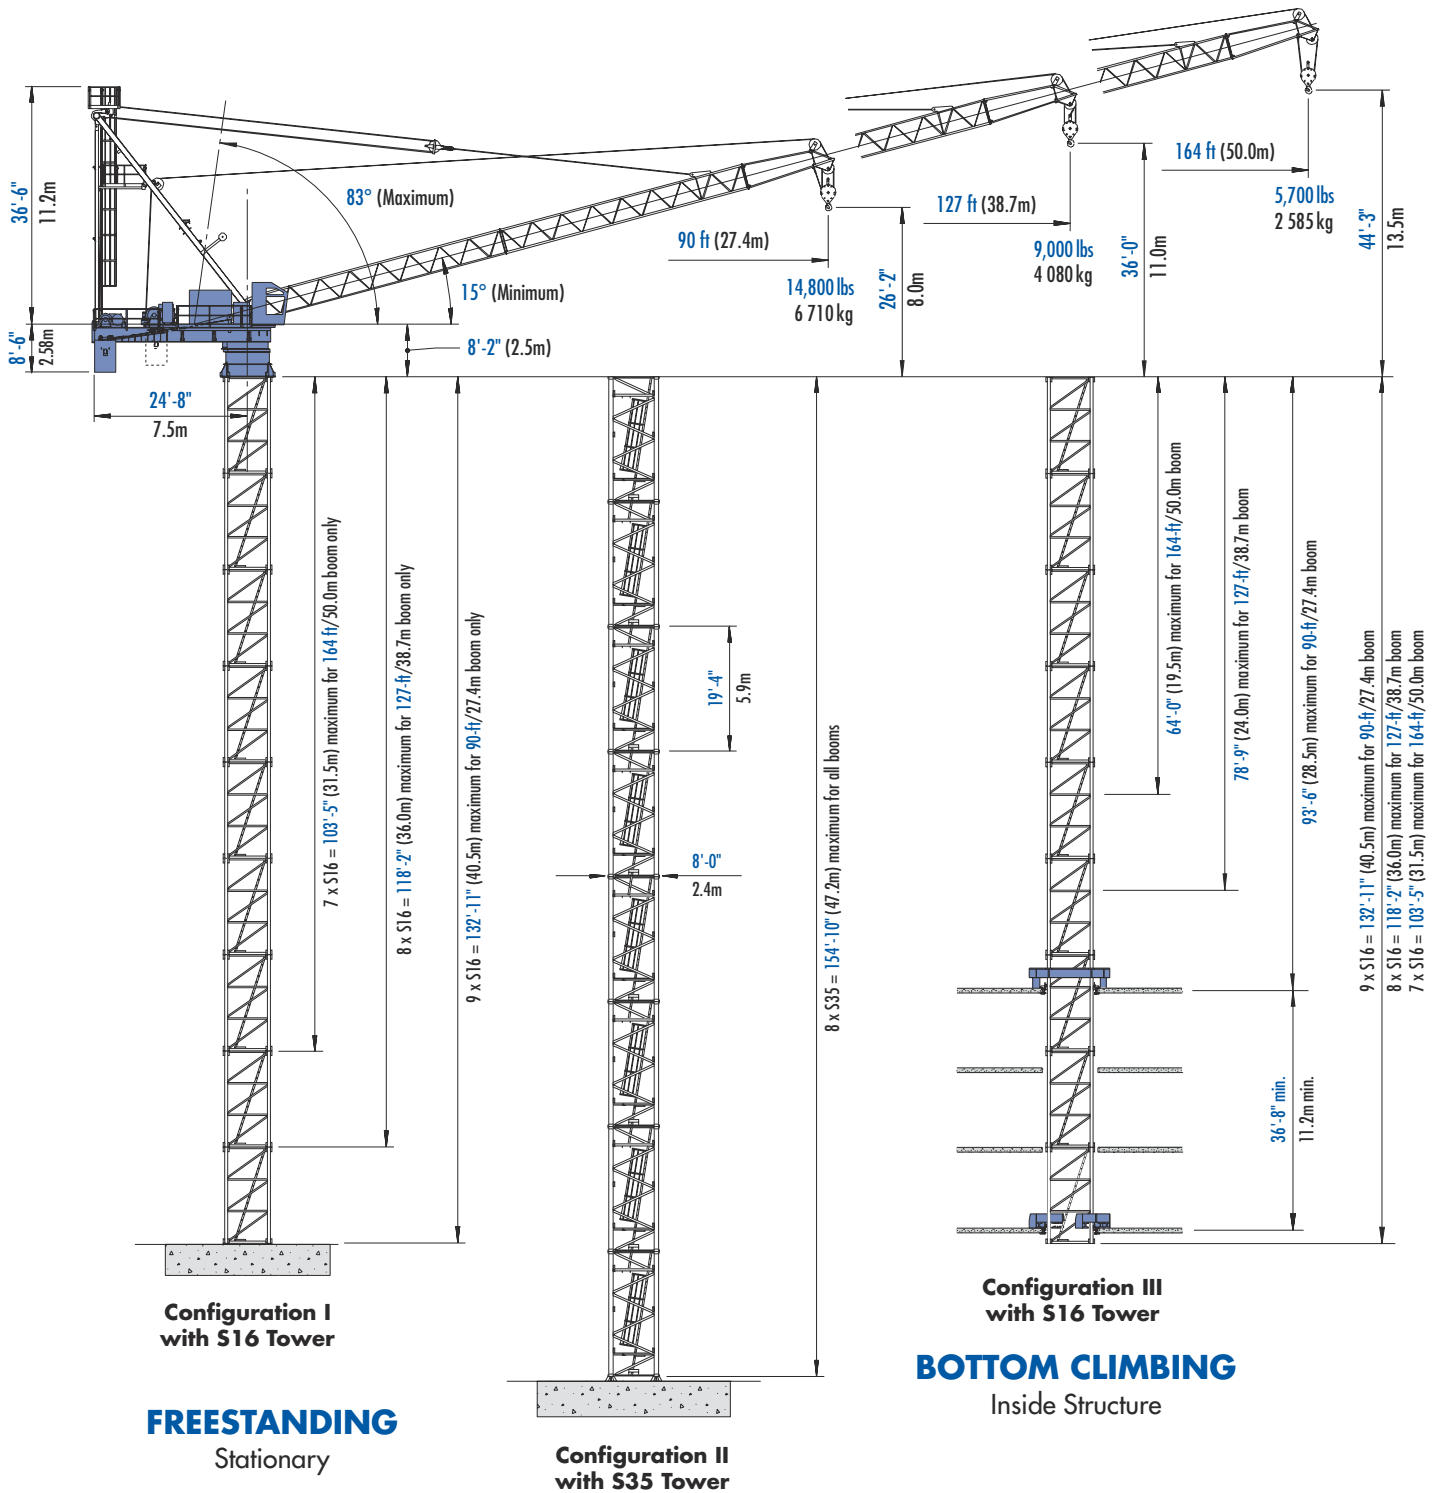 36'-6"
11.2m
8'-6"
2.58m
24'-8"
7.5m
83° (Maximum)
15° (Minimum)
8'-2" (2.5m)
90 ft (27.4m)
14,800 lbs
6 710 kg
26'-2"
8.0m
127 ft (38.7m)
9,000 lbs
4 080 kg
36'-0"
11.0m
164 ft (50.0m)
5,700 lbs
2 585 kg
44'-3"
13.5m
7 x S16 = 103'-5" (31.5m) maximum for 164 ft/50.0m boom only
8 x S16 = 118'-2" (36.0m) maximum for 127-ft/38.7m boom only
9 x S16 = 132'-11" (40.5m) maximum for 90-ft/27.4m boom only
19'-4"
5.9m
8'-0"
2.4m
8 x S35 = 154'-10" (47.2m) maximum for all booms
64'-0" (19.5m) maximum for 164-ft/50.0m boom
78'-9" (24.0m) maximum for 127-ft/38.7m boom
93'-6" (28.5m) maximum for 90-ft/27.4m boom
36'-8" min.
11.2m min.
9 x S16 = 132'-11" (40.5m) maximum for 90-ft/27.4m boom
8 x S16 = 118'-2" (36.0m) maximum for 127-ft/38.7m boom
7 x S16 = 103'-5" (31.5m) maximum for 164-ft/50.0m boom
Configuration I
with S16 Tower
FREESTANDING
Stationary
Configuration II
with S35 Tower
Configuration III
with S16 Tower
BOTTOM CLIMBING
Inside Structure